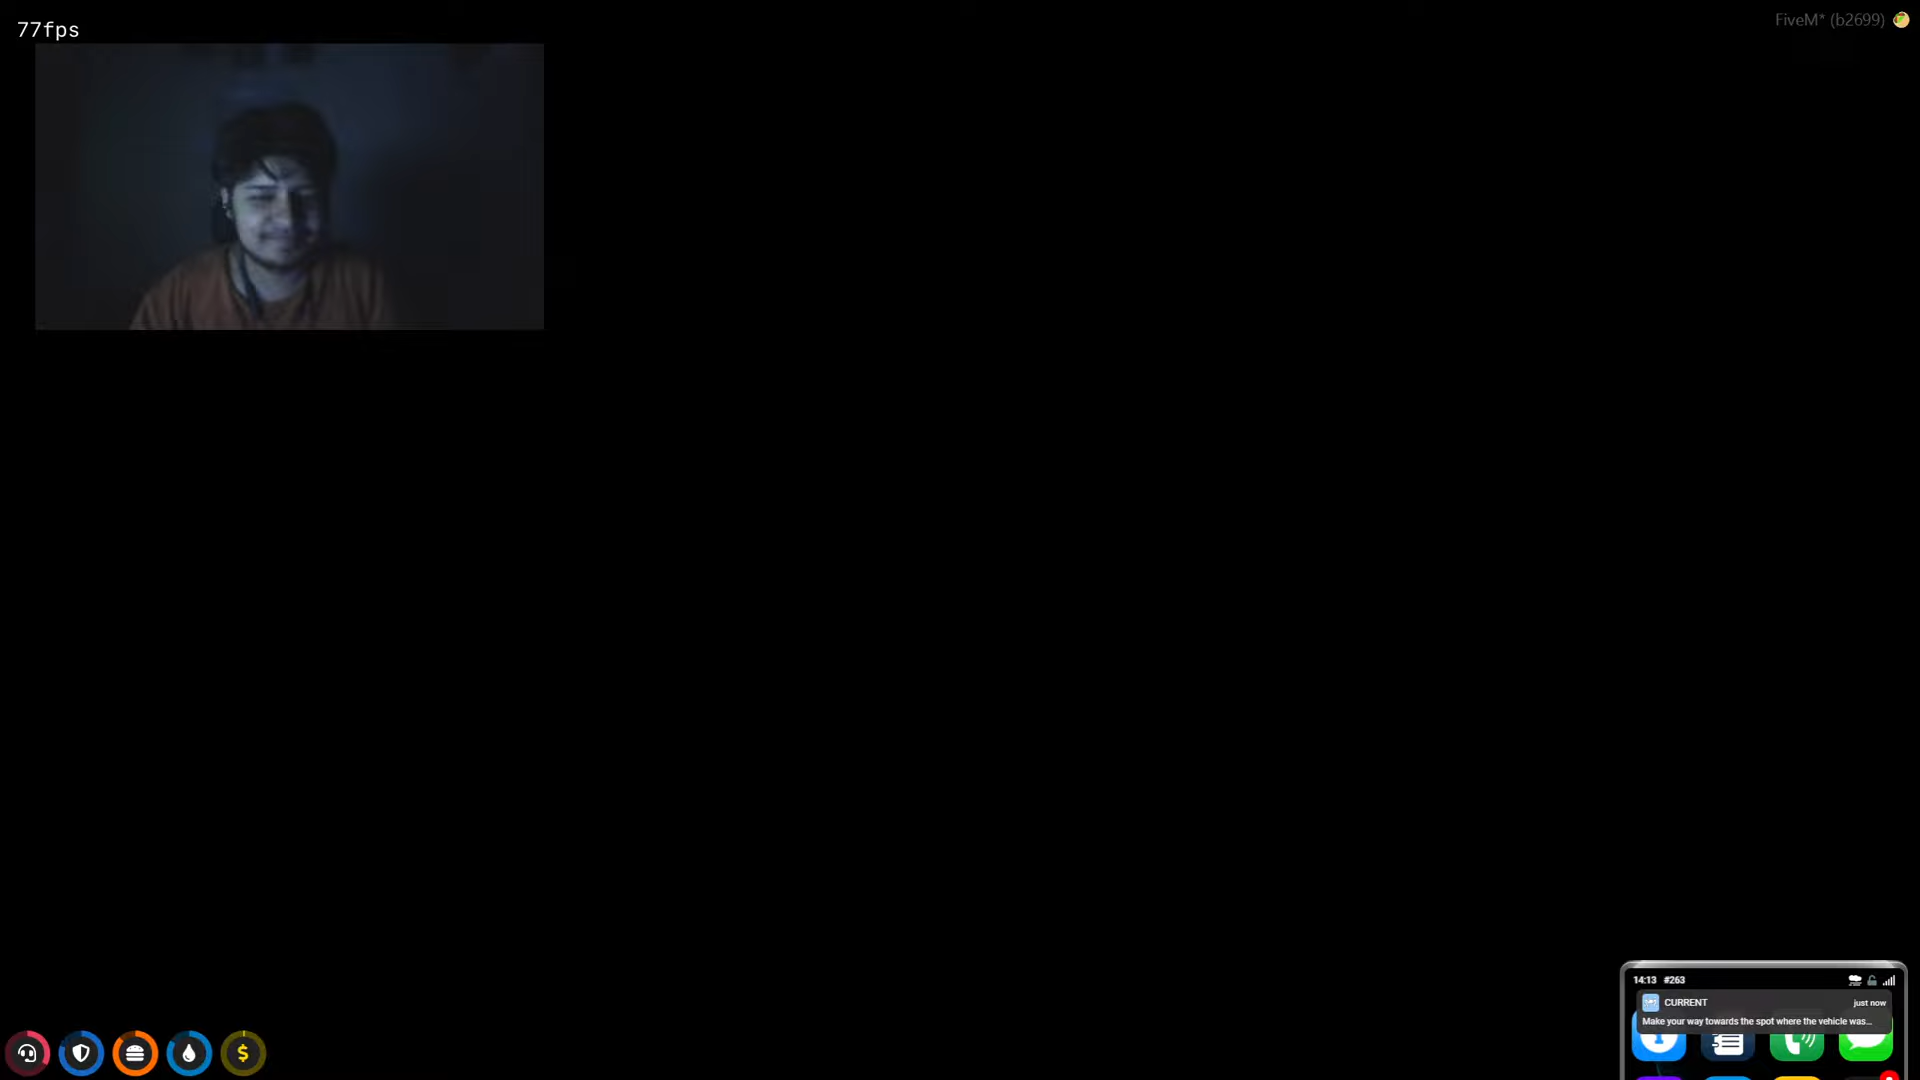 77fps
FiveM* (b2699)
14:13 #263
CURRENT just now
Make your way towards the spot where the vehicle was...
$